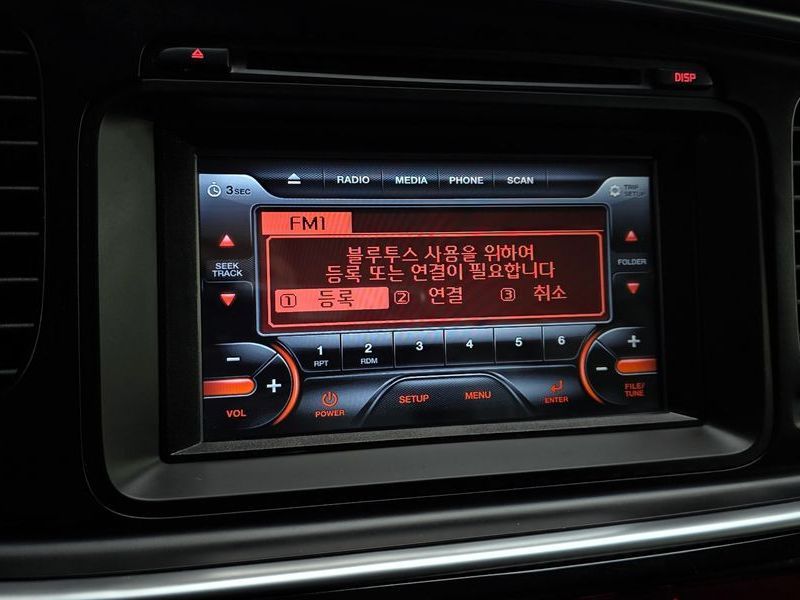 DISP
3 SEC
RADIO MEDIA PHONE SCAN
TRIP
SETUP
FM1
블루투스 사용을 위하여
등록 또는 연결이 필요합니다
1 등록 2 연결 3 취소
SEEK
TRACK
FOLDER
1 2 3 4 5 6
RPT RDM
− +
VOL
POWER
SETUP MENU
ENTER
+ −
FILE/
TUNE